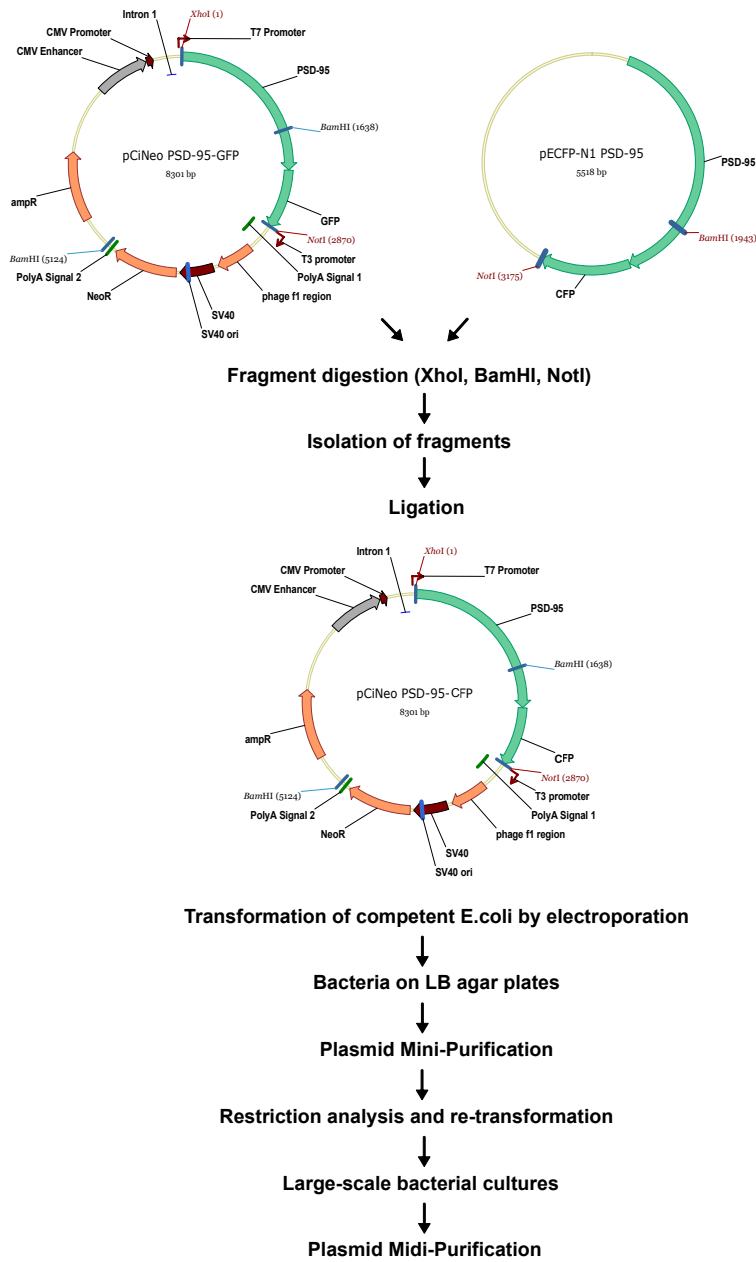 Intron 1
XhoI (1)
CMV Promoter
T7 Promoter
CMV Enhancer
PSD-95
BamHI (1638)
pCiNeo PSD-95-GFP
8301 bp
ampR
GFP
NotI (2870)
BamHI (5124)
T3 promoter
PolyA Signal 2
PolyA Signal 1
NeoR
phage f1 region
SV40
SV40 ori
pECFP-N1 PSD-95
5518 bp
PSD-95
BamHI (1943)
NotI (3175)
CFP
Fragment digestion (XhoI, BamHI, NotI)
Isolation of fragments
Ligation
Intron 1
XhoI (1)
CMV Promoter
T7 Promoter
CMV Enhancer
PSD-95
BamHI (1638)
pCiNeo PSD-95-CFP
8301 bp
ampR
CFP
NotI (2870)
BamHI (5124)
T3 promoter
PolyA Signal 2
PolyA Signal 1
NeoR
phage f1 region
SV40
SV40 ori
Transformation of competent E.coli by electroporation
Bacteria on LB agar plates
Plasmid Mini-Purification
Restriction analysis and re-transformation
Large-scale bacterial cultures
Plasmid Midi-Purification